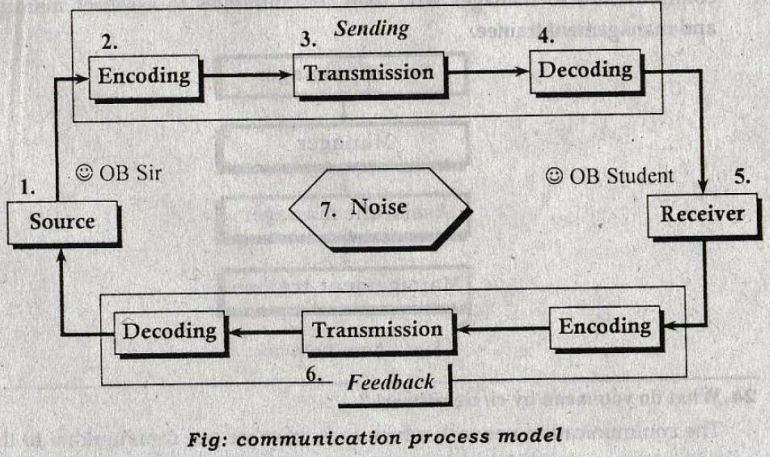 Sending
2.
3.
4.
Encoding
Transmission
Decoding
☺ OB Sir
☺ OB Student
1.
5.
Source
7. Noise
Receiver
Decoding
Transmission
Encoding
6.
Feedback
Fig: communication process model